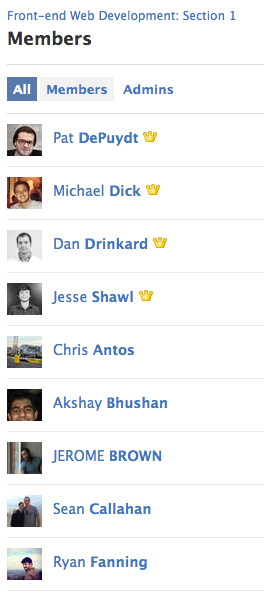 Front-end Web Development: Section 1
Members
All Members Admins
Pat DePuydt
Michael Dick
Dan Drinkard
Jesse Shawl
Chris Antos
Akshay Bhushan
JEROME BROWN
Sean Callahan
Ryan Fanning